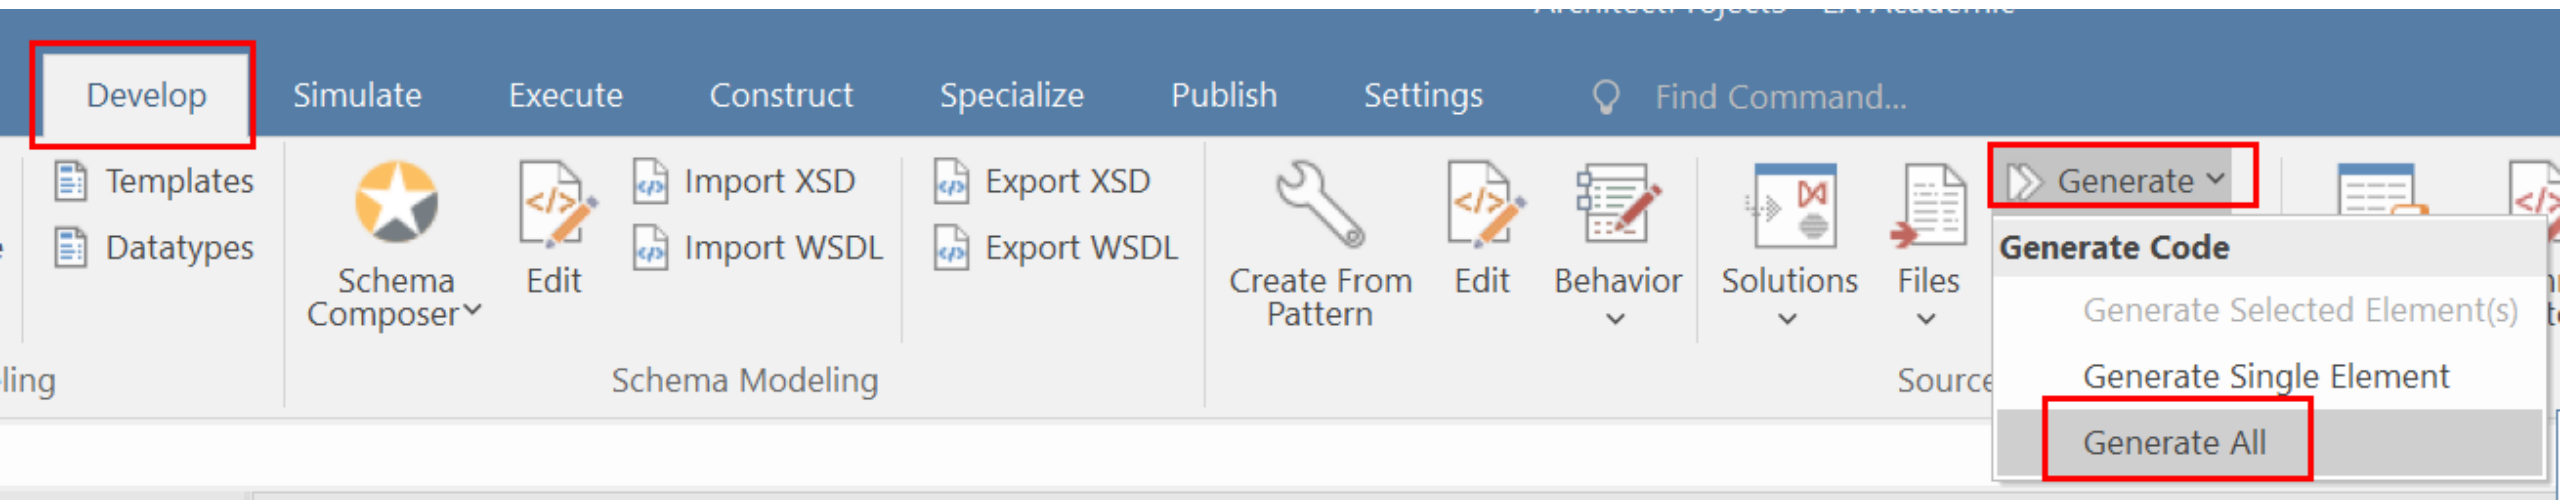 Develop Simulate Execute Construct Specialize Publish Settings Find Command...
Templates
Datatypes
Schema
Composer
Edit
Import XSD
Import WSDL
Export XSD
Export WSDL
Schema Modeling
Create From
Pattern
Edit
Behavior
Solutions
Files
Generate
Generate Code
Generate Selected Element(s)
Generate Single Element
Generate All